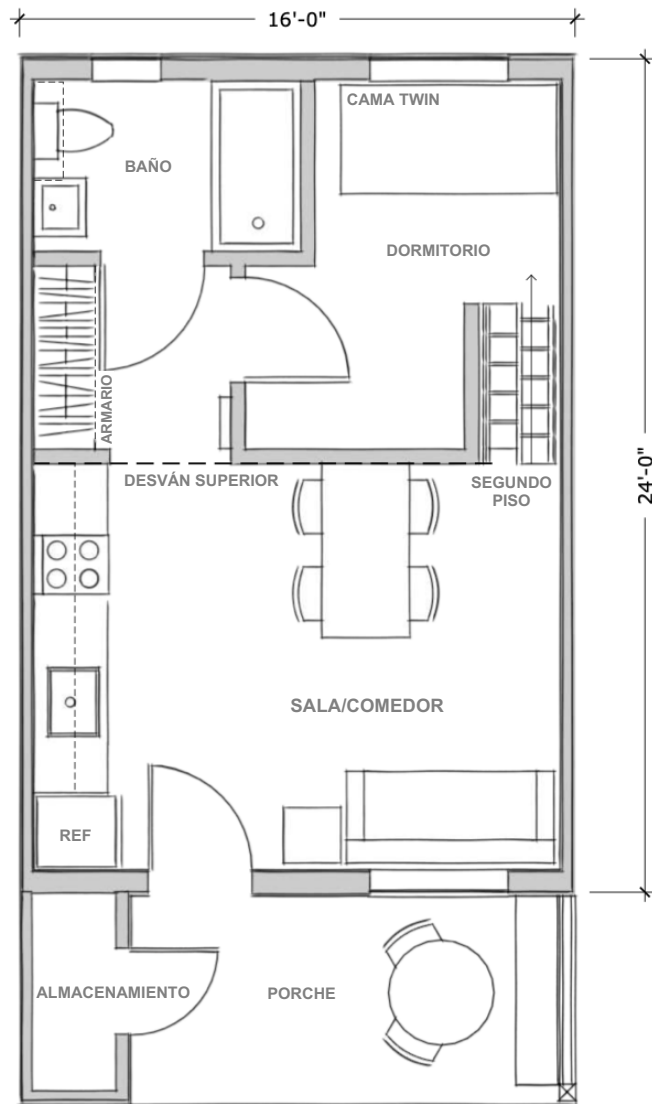 16'-0"
CAMA TWIN
BAÑO
DORMITORIO
ARMARIO
DESVÁN SUPERIOR
SEGUNDO
PISO
24'-0"
SALA/COMEDOR
REF
ALMACENAMIENTO
PORCHE